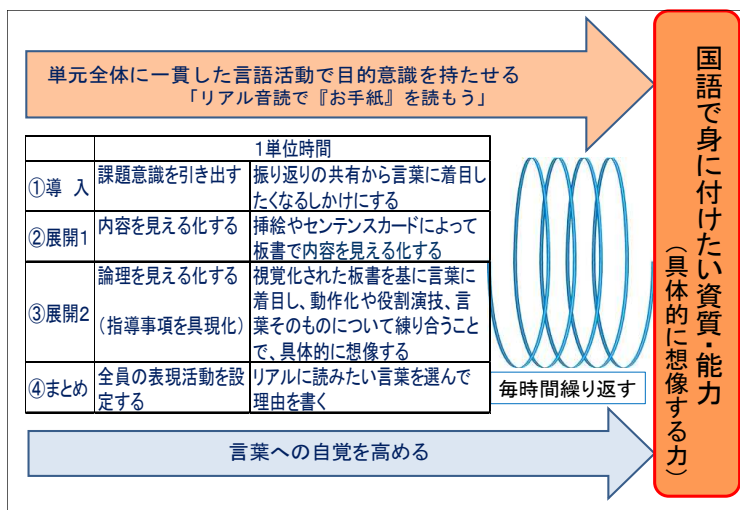 単元全体に一貫した言語活動で目的意識を持たせる
「リアル音読で『お手紙』を読もう」
1単位時間
①導　入
課題意識を引き出す
振り返りの共有から言葉に着目し
たくなるしかけにする
②展開1
内容を見える化する
挿絵やセンテンスカードによって
板書で内容を見える化する
③展開2
論理を見える化する
（指導事項を具現化）
視覚化された板書を基に言葉に
着目し、動作化や役割演技、言
葉そのものについて練り合うこと
で、具体的に想像する
④まとめ
全員の表現活動を設
定する
リアルに読みたい言葉を選んで
理由を書く
毎時間繰り返す
言葉への自覚を高める
国語で身に付けたい資質・能力
（具体的に想像する力）